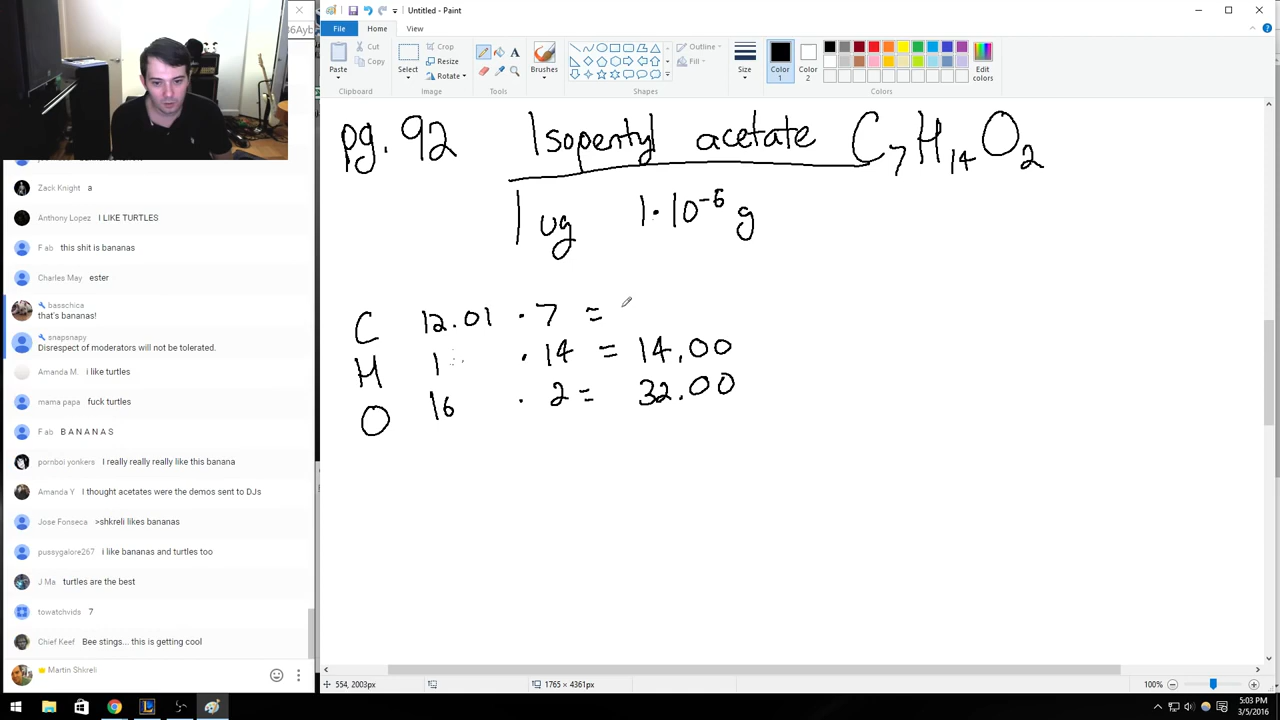 Untitled - Paint
File Home View
Paste
Cut
Copy
Clipboard
Select
Crop
Resize
Rotate
Image
Tools
Brushes
Outline
Fill
Shapes
Size
Color 1
Color 2
Edit colors
Colors
36Ayb
pg. 92 Isopentyl acetate C7H14O2
1 ug 1·10-6 g
C 12.01 · 7 =
H 1 · 14 = 14.00
O 16 · 2 = 32.00
Zack Knight a
Anthony Lopez I LIKE TURTLES
F ab this shit is bananas
Charles May ester
basschica
that's bananas!
snapsnapy
Disrespect of moderators will not be tolerated.
Amanda M. i like turtles
mama papa fuck turtles
F ab B A N A N A S
pornboi yonkers I really really really like this banana
Amanda Y I thought acetates were the demos sent to DJs
Jose Fonseca >shkreli likes bananas
pussygalore267 i like bananas and turtles too
J Ma turtles are the best
towatchvids 7
Chief Keef Bee stings... this is getting cool
Martin Shkreli
554, 2003px
1765 × 4361px
100%
5:03 PM
3/5/2016